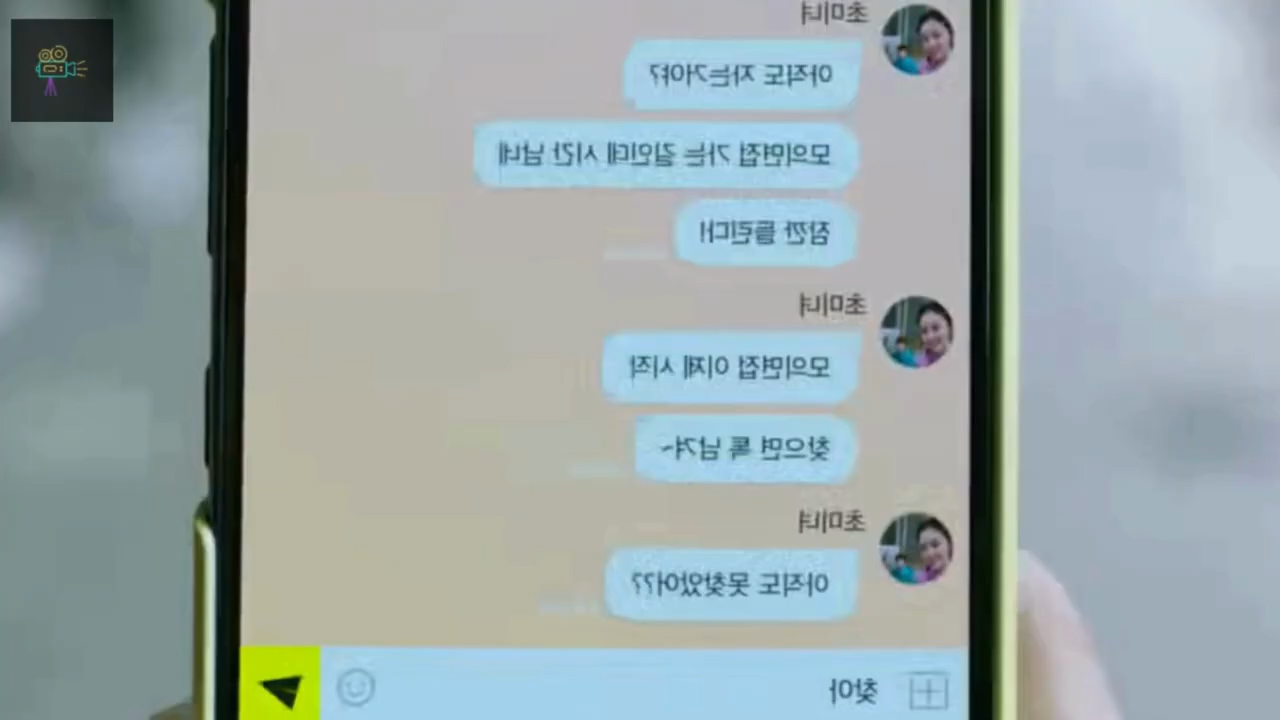 초미녀
아직도 자는거야?
모의면접 가는 길인데 시간 남네
잠깐 들린다!
초미녀
모의면접 이제 시작
찾으면 톡 남겨~
초미녀
아직도 못찾았어??
찾아